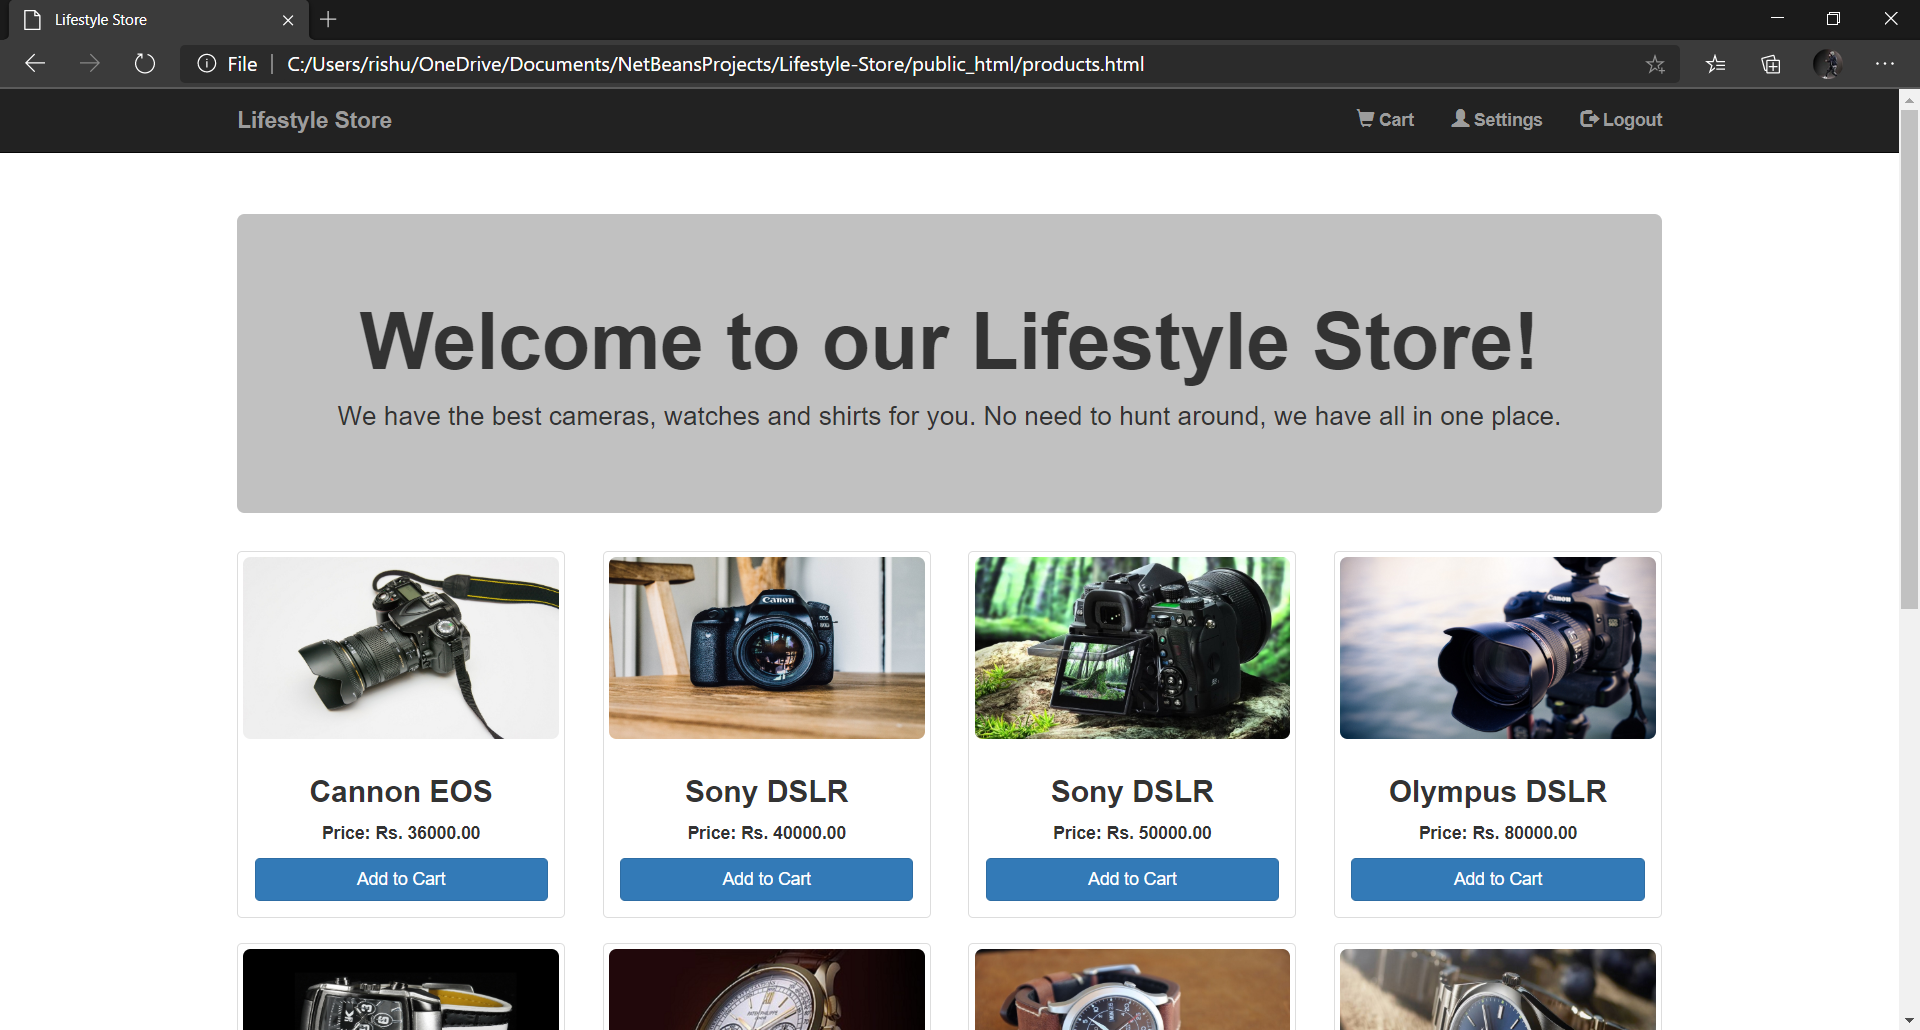 Lifestyle Store
File
C:/Users/rishu/OneDrive/Documents/NetBeansProjects/Lifestyle-Store/public_html/products.html
Lifestyle Store
Cart
Settings
Logout
Welcome to our Lifestyle Store!
We have the best cameras, watches and shirts for you. No need to hunt around, we have all in one place.
Canon
Canon
Cannon EOS
Sony DSLR
Sony DSLR
Olympus DSLR
Price: Rs. 36000.00
Price: Rs. 40000.00
Price: Rs. 50000.00
Price: Rs. 80000.00
Add to Cart
Add to Cart
Add to Cart
Add to Cart